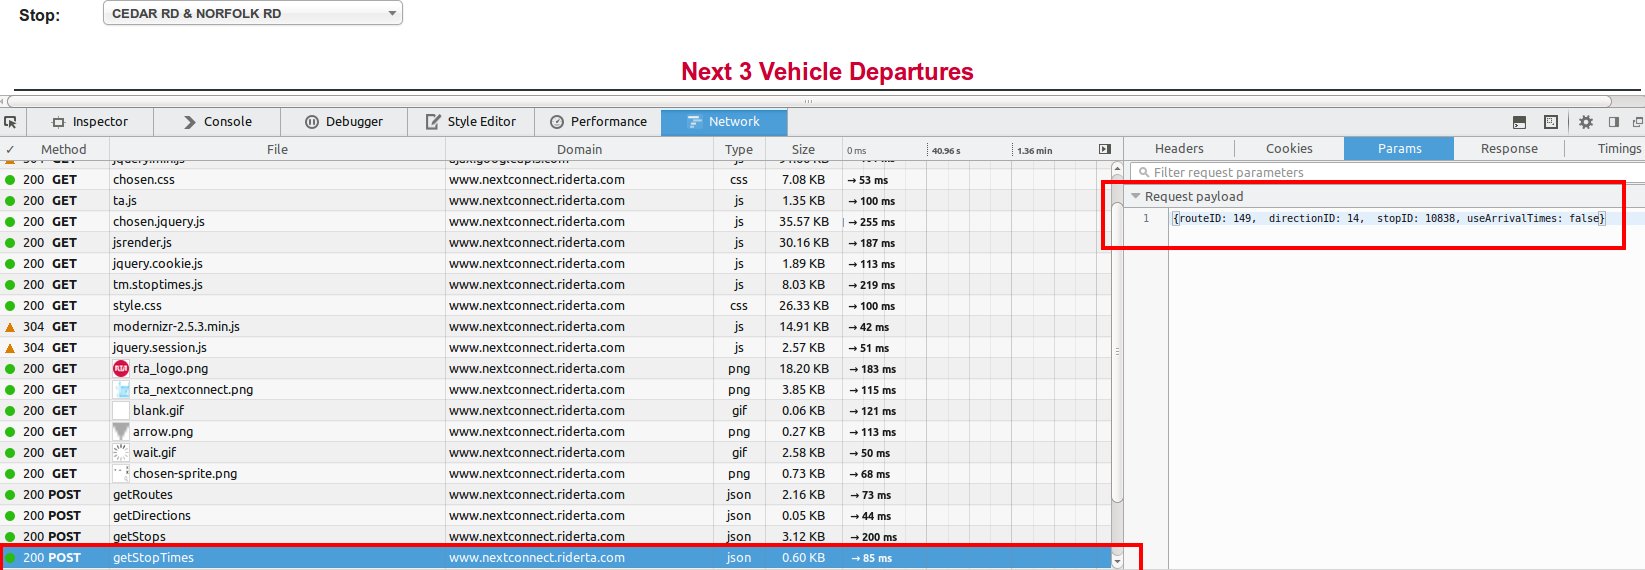 Stop: CEDAR RD & NORFOLK RD
Next 3 Vehicle Departures
Inspector Console Debugger Style Editor Performance Network
✓ Method File Domain Type Size 0 ms 40.96 s 1.36 min Headers Cookies Params Response Timings
Filter request parameters
Request payload
1 {routeID: 149, directionID: 14, stopID: 10838, useArrivalTimes: false}
200 GET chosen.css www.nextconnect.riderta.com css 7.08 KB → 53 ms
200 GET ta.js www.nextconnect.riderta.com js 1.35 KB → 100 ms
200 GET chosen.jquery.js www.nextconnect.riderta.com js 35.57 KB → 255 ms
200 GET jsrender.js www.nextconnect.riderta.com js 30.16 KB → 187 ms
200 GET jquery.cookie.js www.nextconnect.riderta.com js 1.89 KB → 113 ms
200 GET tm.stoptimes.js www.nextconnect.riderta.com js 8.03 KB → 219 ms
200 GET style.css www.nextconnect.riderta.com css 26.33 KB → 100 ms
304 GET modernizr-2.5.3.min.js www.nextconnect.riderta.com js 14.91 KB → 42 ms
304 GET jquery.session.js www.nextconnect.riderta.com js 2.57 KB → 51 ms
200 GET RTA rta_logo.png www.nextconnect.riderta.com png 18.20 KB → 183 ms
200 GET rta_nextconnect.png www.nextconnect.riderta.com png 3.85 KB → 115 ms
200 GET blank.gif www.nextconnect.riderta.com gif 0.06 KB → 121 ms
200 GET arrow.png www.nextconnect.riderta.com png 0.27 KB → 113 ms
200 GET wait.gif www.nextconnect.riderta.com gif 2.58 KB → 50 ms
200 GET chosen-sprite.png www.nextconnect.riderta.com png 0.73 KB → 68 ms
200 POST getRoutes www.nextconnect.riderta.com json 2.16 KB → 73 ms
200 POST getDirections www.nextconnect.riderta.com json 0.05 KB → 44 ms
200 POST getStops www.nextconnect.riderta.com json 3.12 KB → 200 ms
200 POST getStopTimes www.nextconnect.riderta.com json 0.60 KB → 85 ms